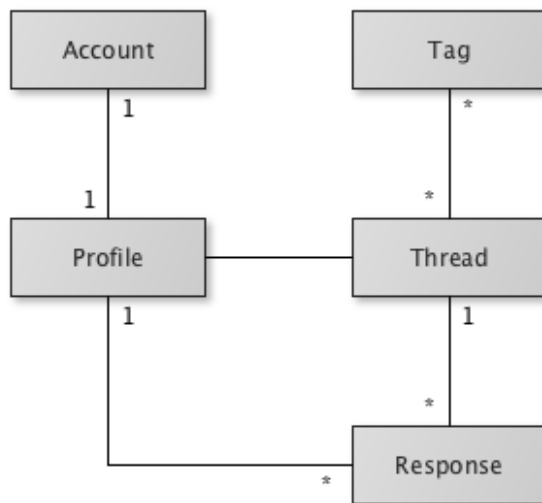 Account Tag
1 *
1 *
Profile Thread
1 1
*
Response
*